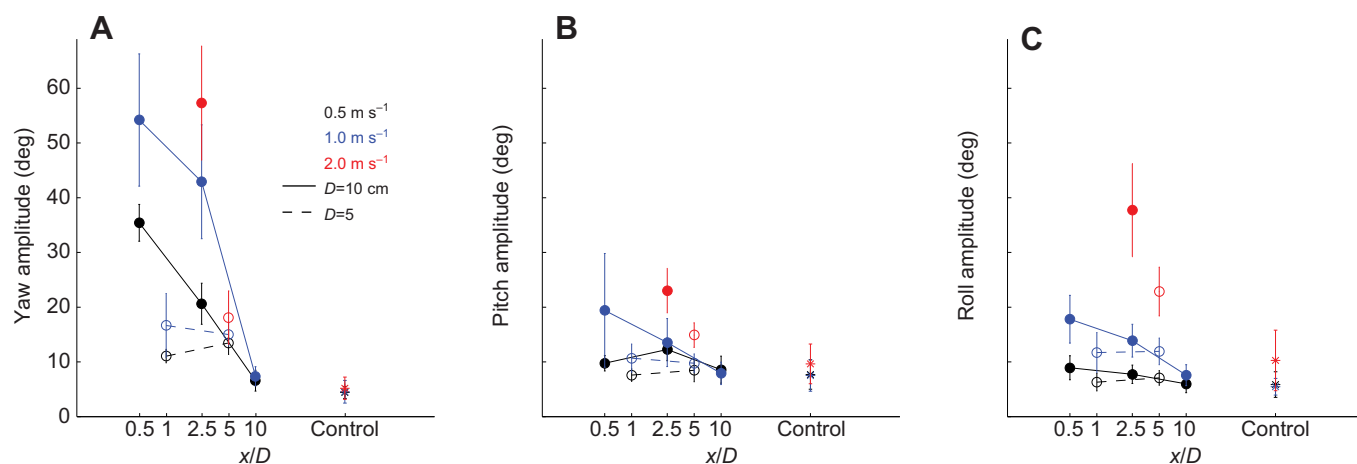 A
Yaw amplitude (deg)
60
50
40
30
20
10
0
0.5 m s⁻¹
1.0 m s⁻¹
2.0 m s⁻¹
D=10 cm
D=5
0.5 1 2.5 5 10 Control
x/D
B
Pitch amplitude (deg)
0.5 1 2.5 5 10 Control
x/D
C
Roll amplitude (deg)
0.5 1 2.5 5 10 Control
x/D